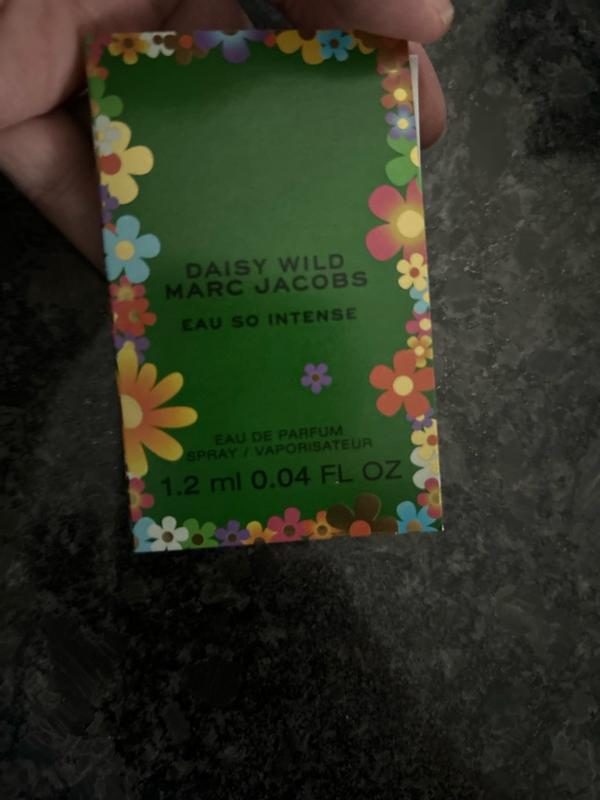 DAISY WILD
MARC JACOBS
EAU SO INTENSE
EAU DE PARFUM
SPRAY / VAPORISATEUR
1.2 ml 0.04 FL OZ